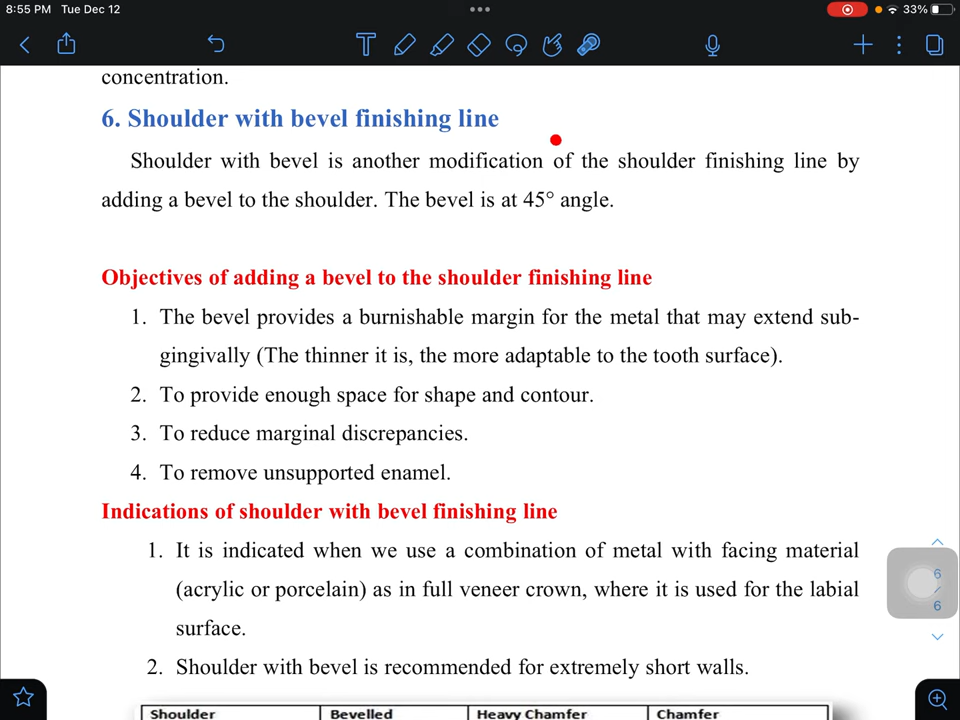 8:55 PM Tue Dec 12
33%
concentration.
6. Shoulder with bevel finishing line
Shoulder with bevel is another modification of the shoulder finishing line by
adding a bevel to the shoulder. The bevel is at 45° angle.
Objectives of adding a bevel to the shoulder finishing line
1. The bevel provides a burnishable margin for the metal that may extend sub-
gingivally (The thinner it is, the more adaptable to the tooth surface).
2. To provide enough space for shape and contour.
3. To reduce marginal discrepancies.
4. To remove unsupported enamel.
Indications of shoulder with bevel finishing line
1. It is indicated when we use a combination of metal with facing material
(acrylic or porcelain) as in full veneer crown, where it is used for the labial
surface.
2. Shoulder with bevel is recommended for extremely short walls.
6
/
6
Shoulder Bevelled Heavy Chamfer Chamfer